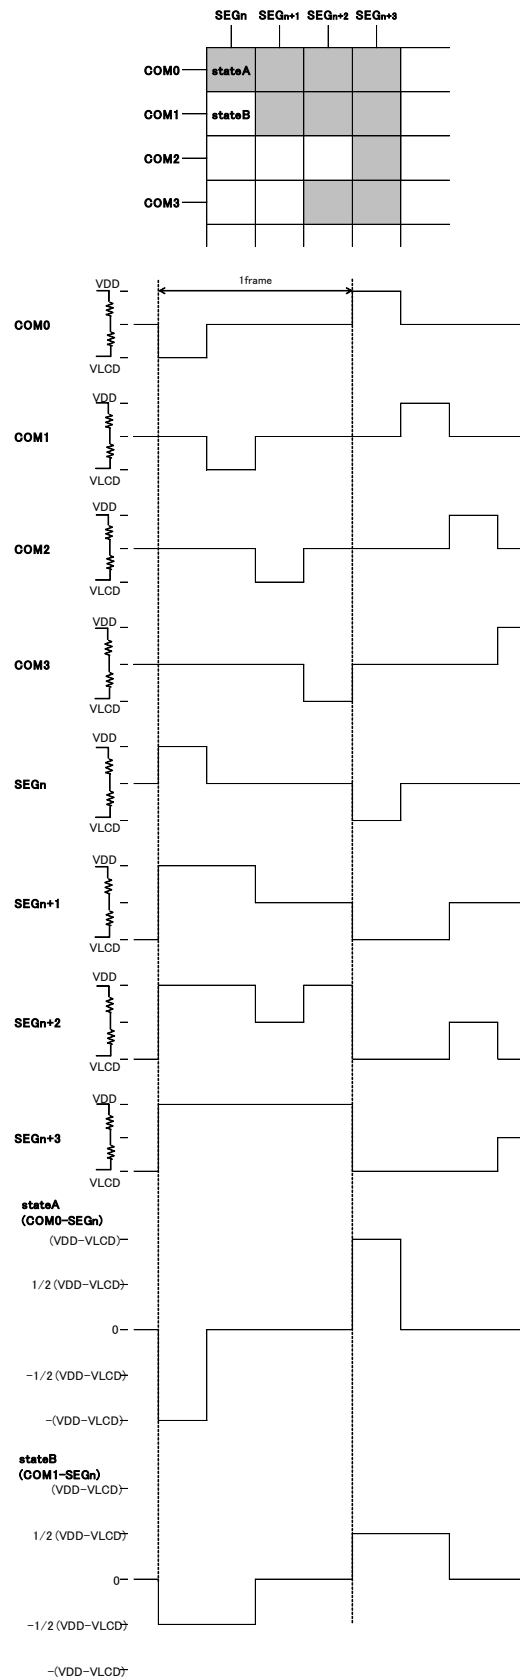 SEGn SEGn+1 SEGn+2 SEGn+3
COM0 stateA
COM1 stateB
COM2
COM3
1frame
VDD
COM0
VLCD
VDD
COM1
VLCD
VDD
COM2
VLCD
VDD
COM3
VLCD
VDD
SEGn
VLCD
VDD
SEGn+1
VLCD
VDD
SEGn+2
VLCD
VDD
SEGn+3
VLCD
stateA
(COM0-SEGn)
(VDD-VLCD)
1/2(VDD-VLCD)
0
-1/2(VDD-VLCD)
-(VDD-VLCD)
stateB
(COM1-SEGn)
(VDD-VLCD)
1/2(VDD-VLCD)
0
-1/2(VDD-VLCD)
-(VDD-VLCD)